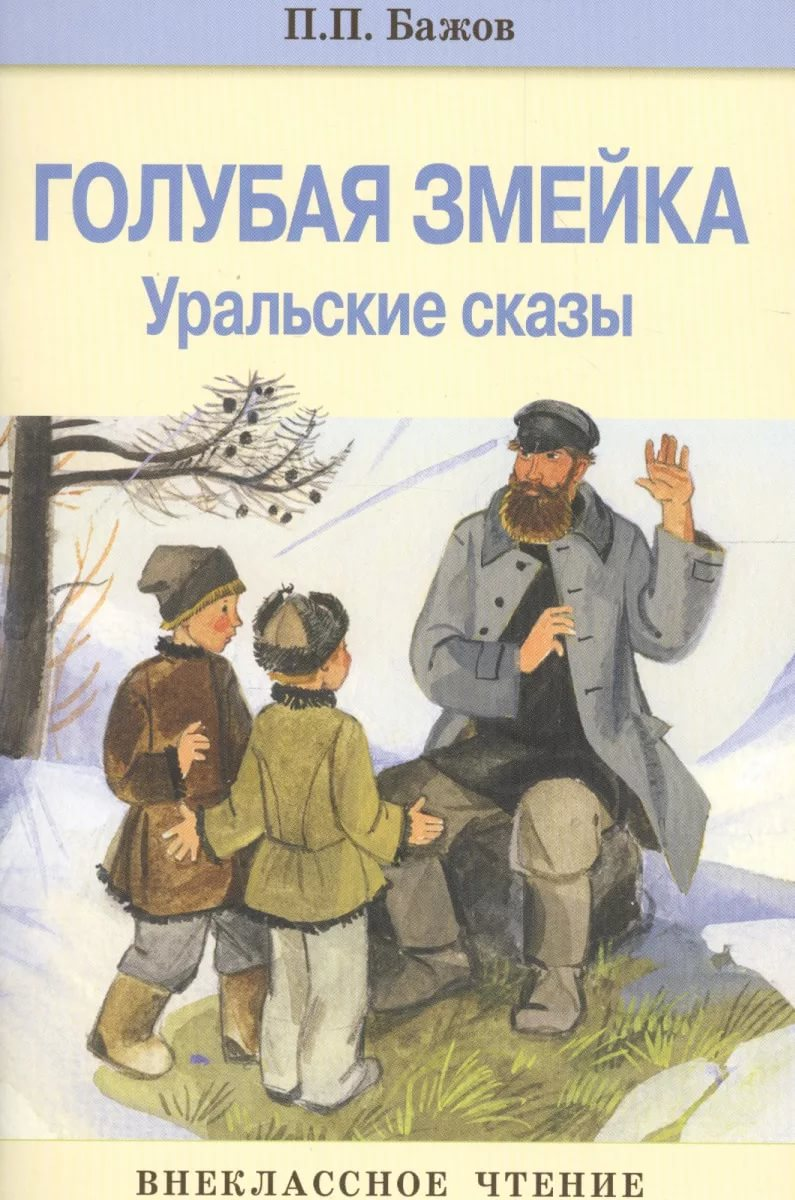 П.П. Бажов
ГОЛУБАЯ ЗМЕЙКА
Уральские сказы
ВНЕКЛАССНОЕ ЧТЕНИЕ